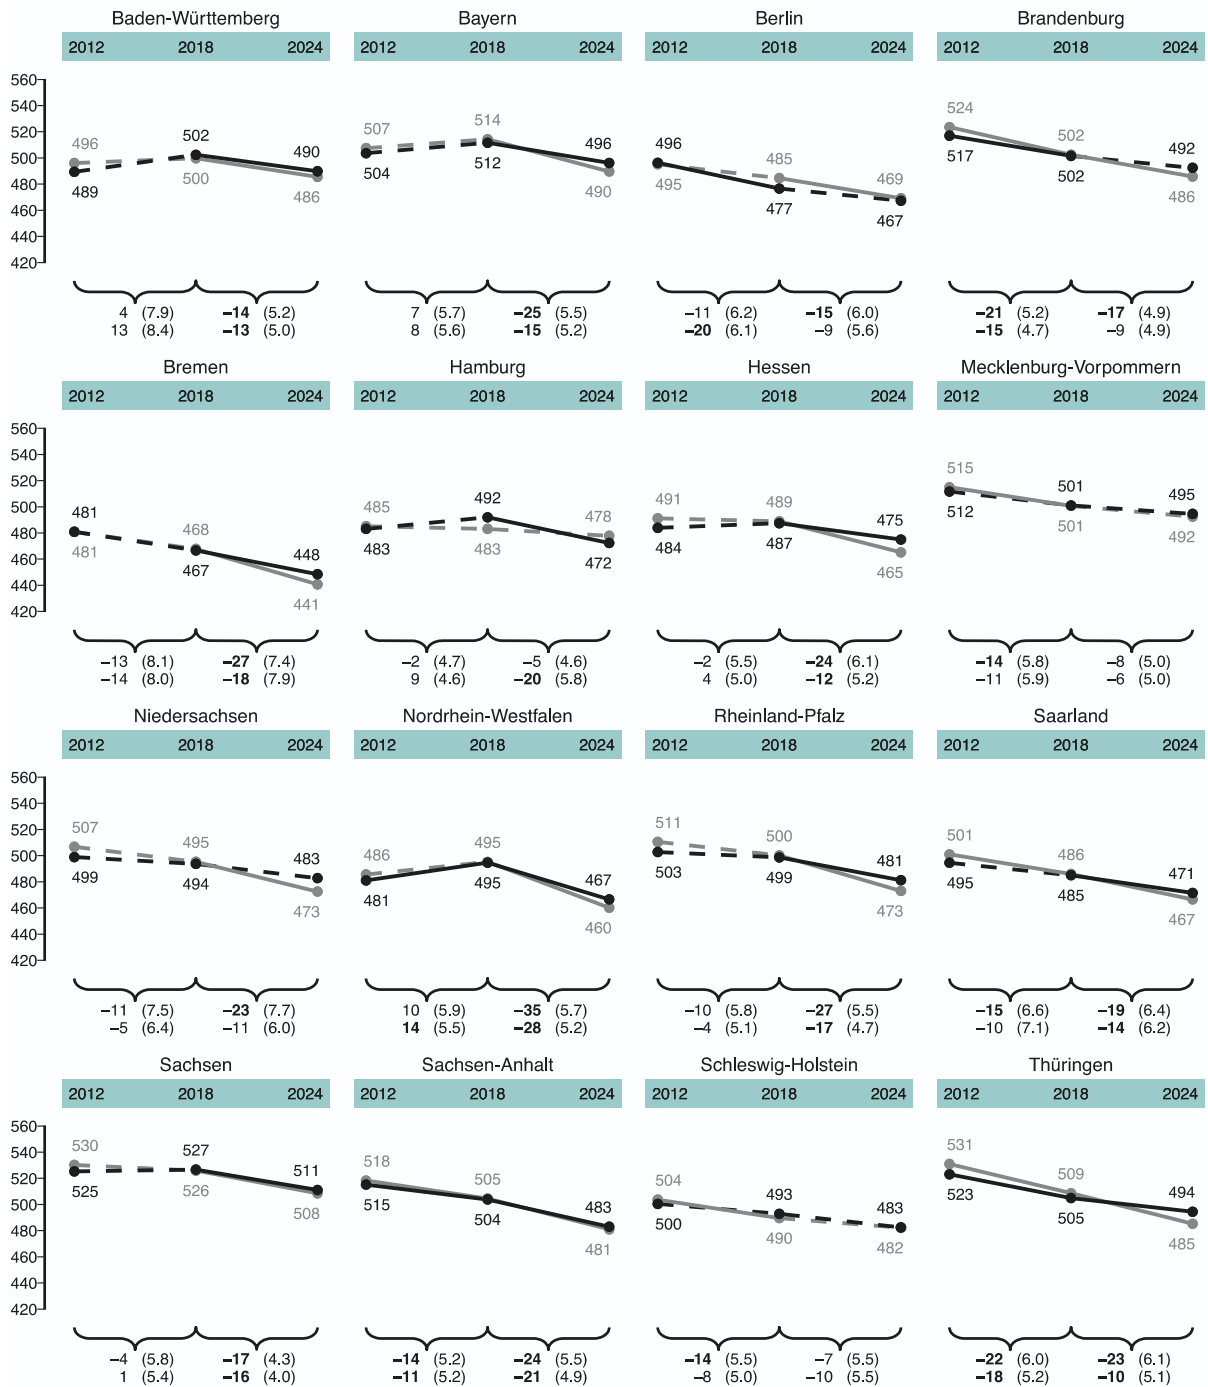 Baden-Württemberg Bayern Berlin Brandenburg
2012 2018 2024 2012 2018 2024 2012 2018 2024 2012 2018 2024
560
540
520
500
480
460
440
420
496 502 490
489 500 486
507 514 496
504 512 490
496 485 469
495 477 467
524 502 492
517 502 486
4 (7.9) –14 (5.2) 7 (5.7) –25 (5.5) –11 (6.2) –15 (6.0) –21 (5.2) –17 (4.9)
13 (8.4) –13 (5.0) 8 (5.6) –15 (5.2) –20 (6.1) –9 (5.6) –15 (4.7) –9 (4.9)
Bremen Hamburg Hessen Mecklenburg-Vorpommern
2012 2018 2024 2012 2018 2024 2012 2018 2024 2012 2018 2024
560
540
520
500
480
460
440
420
481 468 448
481 467 441
485 492 478
483 483 472
491 489 475
484 487 465
515 501 495
512 501 492
–13 (8.1) –27 (7.4) –2 (4.7) –5 (4.6) –2 (5.5) –24 (6.1) –14 (5.8) –8 (5.0)
–14 (8.0) –18 (7.9) 9 (4.6) –20 (5.8) 4 (5.0) –12 (5.2) –11 (5.9) –6 (5.0)
Niedersachsen Nordrhein-Westfalen Rheinland-Pfalz Saarland
2012 2018 2024 2012 2018 2024 2012 2018 2024 2012 2018 2024
560
540
520
500
480
460
440
420
507 495 483
499 494 473
486 495 467
481 495 460
511 500 481
503 499 473
501 486 471
495 485 467
–11 (7.5) –23 (7.7) 10 (5.9) –35 (5.7) –10 (5.8) –27 (5.5) –15 (6.6) –19 (6.4)
–5 (6.4) –11 (6.0) 14 (5.5) –28 (5.2) –4 (5.1) –17 (4.7) –10 (7.1) –14 (6.2)
Sachsen Sachsen-Anhalt Schleswig-Holstein Thüringen
2012 2018 2024 2012 2018 2024 2012 2018 2024 2012 2018 2024
560
540
520
500
480
460
440
420
530 527 511
525 526 508
518 505 483
515 504 481
504 493 483
500 490 482
531 509 494
523 505 485
–4 (5.8) –17 (4.3) –14 (5.2) –24 (5.5) –14 (5.5) –7 (5.5) –22 (6.0) –23 (6.1)
1 (5.4) –16 (4.0) –11 (5.2) –21 (4.9) –8 (5.0) –10 (5.5) –18 (5.2) –10 (5.1)